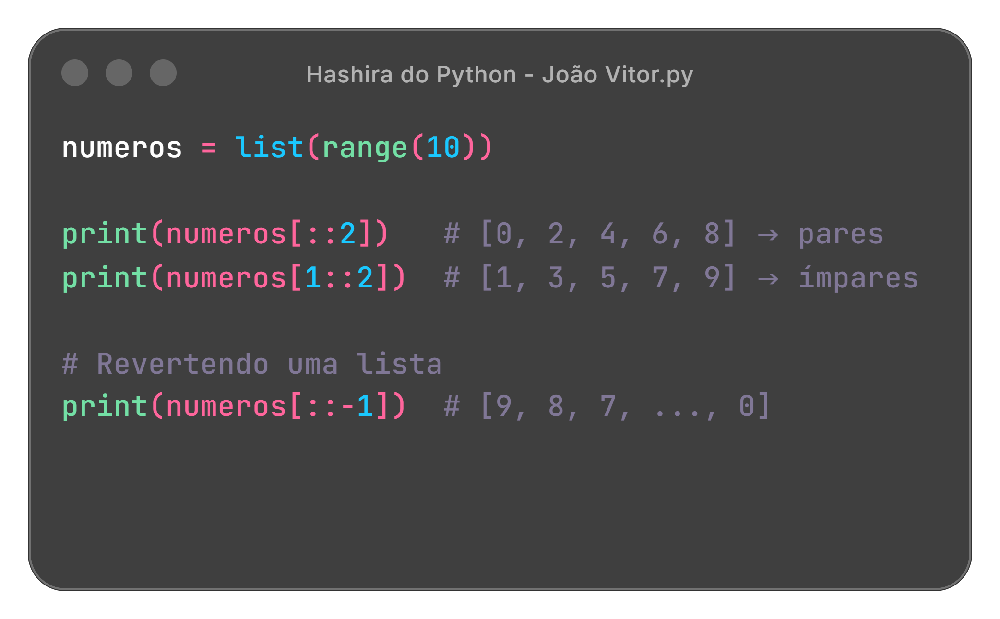 Hashira do Python - João Vitor.py
numeros = list(range(10))
print(numeros[::2])   # [0, 2, 4, 6, 8] → pares
print(numeros[1::2])  # [1, 3, 5, 7, 9] → ímpares
# Revertendo uma lista
print(numeros[::-1])  # [9, 8, 7, ..., 0]